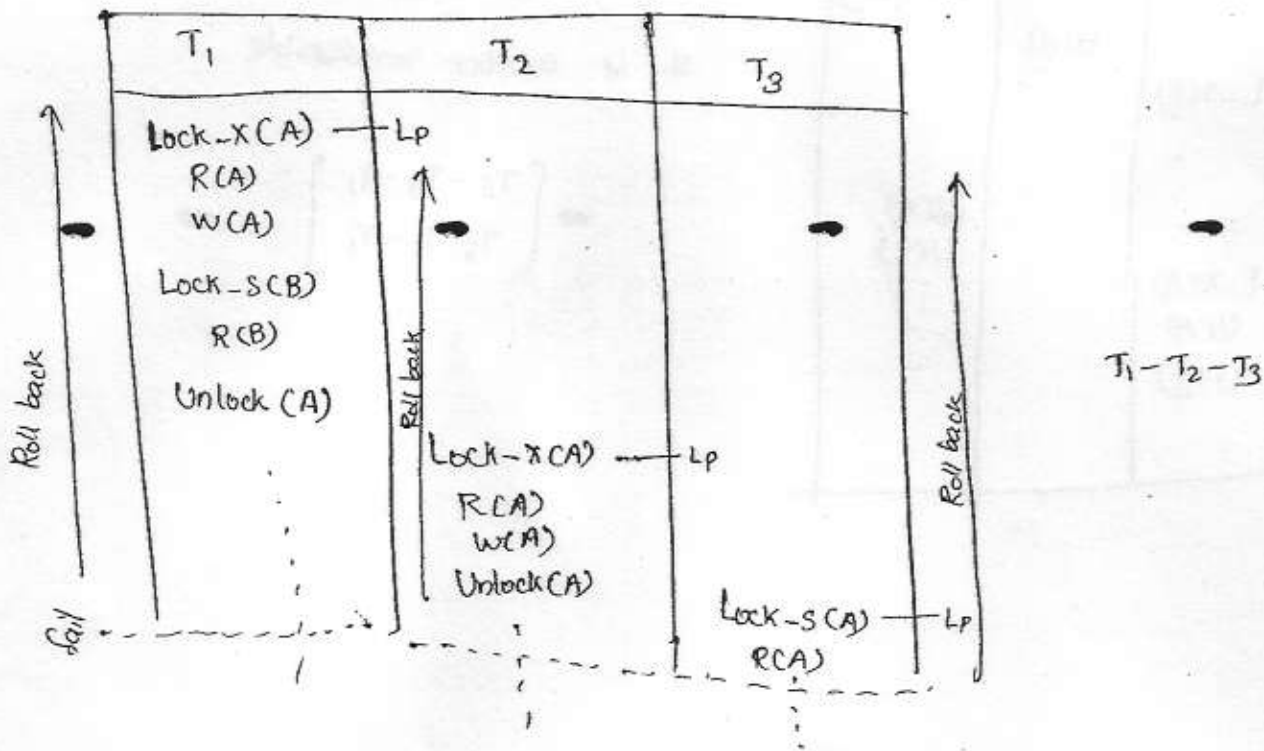 T1 T2 T3
Lock-X(A) — Lp
R(A)
W(A)
Lock-S(B)
R(B)
Unlock(A)
Lock-X(A) — Lp
R(A)
W(A)
Unlock(A)
Lock-S(A) — Lp
R(A)
Roll back
Roll back
Roll back
fail
T1 - T2 - T3